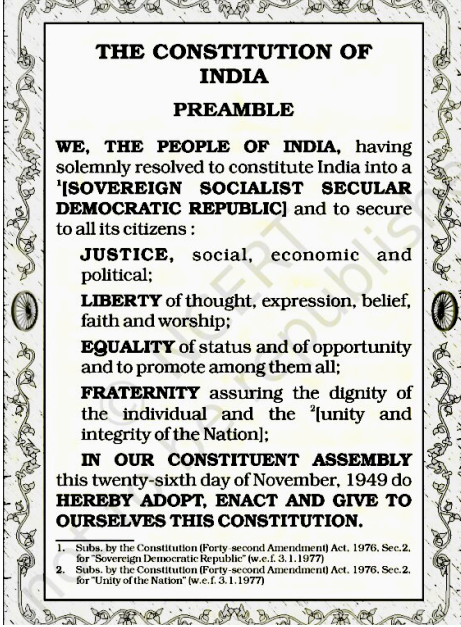 THE CONSTITUTION OF
INDIA
PREAMBLE
WE, THE PEOPLE OF INDIA, having
solemnly resolved to constitute India into a
¹[SOVEREIGN SOCIALIST SECULAR
DEMOCRATIC REPUBLIC] and to secure
to all its citizens :
JUSTICE, social, economic and
political;
LIBERTY of thought, expression, belief,
faith and worship;
EQUALITY of status and of opportunity
and to promote among them all;
FRATERNITY assuring the dignity of
the individual and the ²[unity and
integrity of the Nation];
IN OUR CONSTITUENT ASSEMBLY
this twenty-sixth day of November, 1949 do
HEREBY ADOPT, ENACT AND GIVE TO
OURSELVES THIS CONSTITUTION.
1. Subs. by the Constitution (Forty-second Amendment) Act, 1976, Sec.2,
for "Sovereign Democratic Republic" (w.e.f. 3.1.1977)
2. Subs. by the Constitution (Forty-second Amendment) Act, 1976, Sec.2,
for "Unity of the Nation" (w.e.f. 3.1.1977)
© NCERT
not to be republish